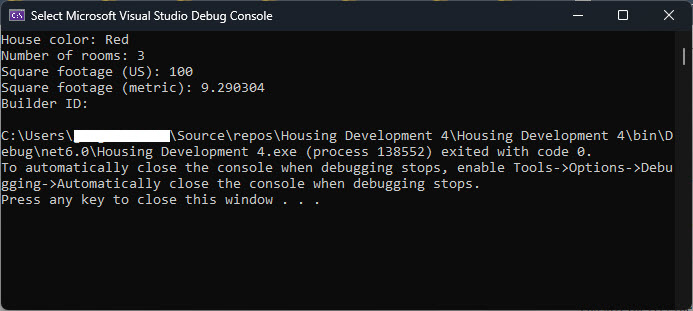 Select Microsoft Visual Studio Debug Console
House color: Red
Number of rooms: 3
Square footage (US): 100
Square footage (metric): 9.290304
Builder ID:
C:\Users\ \Source\repos\Housing Development 4\Housing Development 4\bin\D
ebug\net6.0\Housing Development 4.exe (process 138552) exited with code 0.
To automatically close the console when debugging stops, enable Tools->Options->Debu
gging->Automatically close the console when debugging stops.
Press any key to close this window . . .